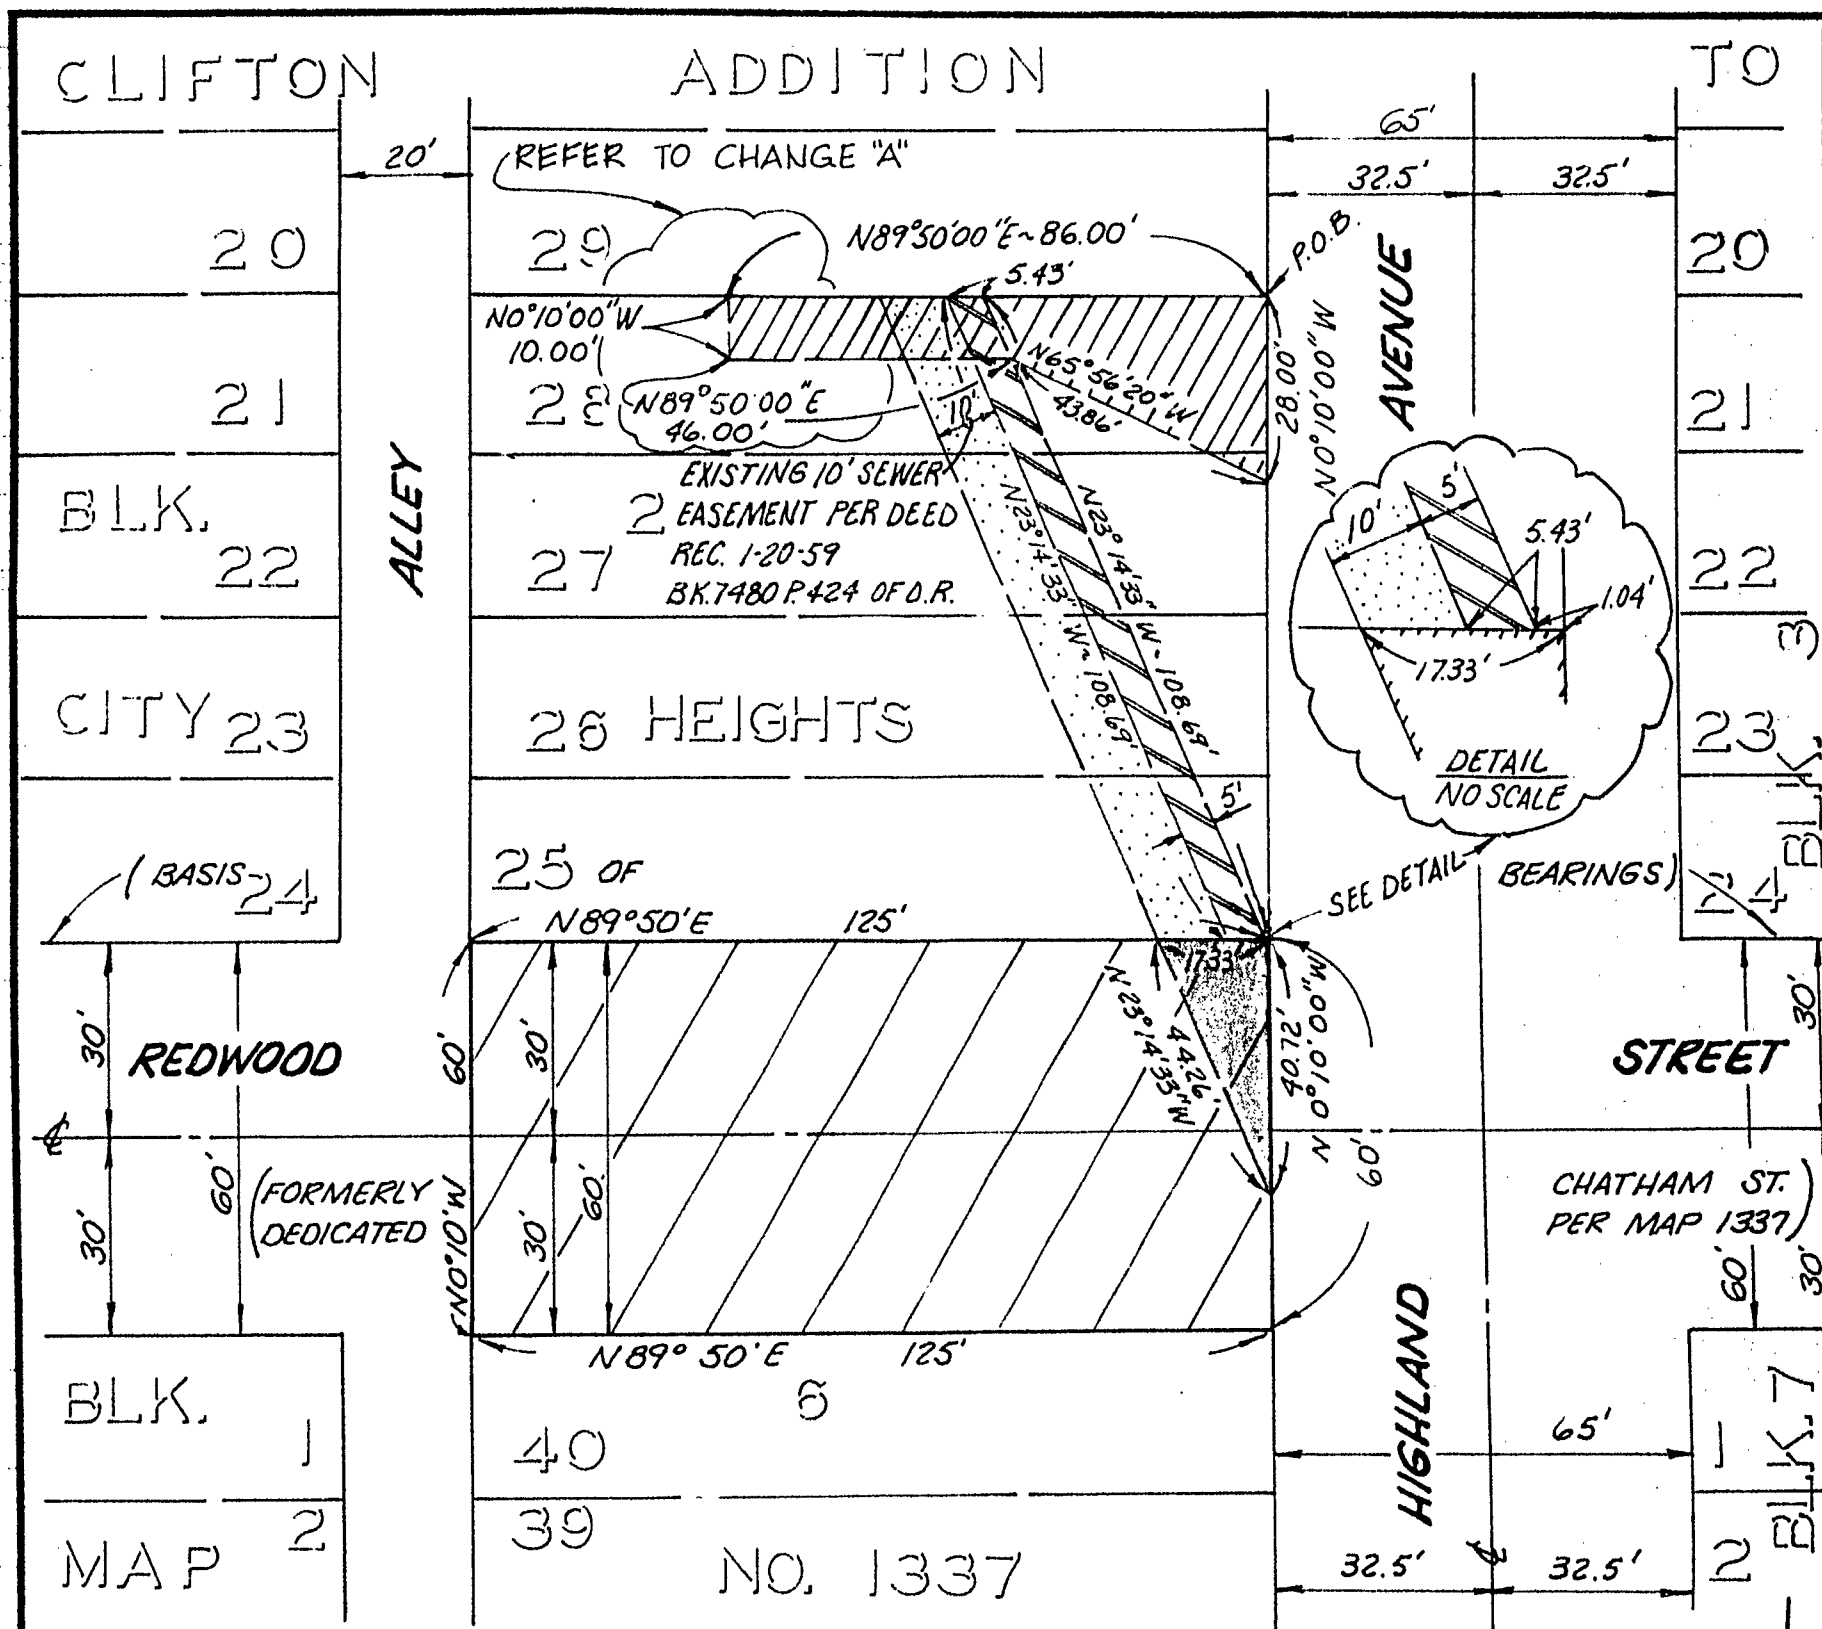 CLIFTON ADDITION TO
65'
20'
REFER TO CHANGE "A"
32.5' 32.5'
20 29 20
N89°50'00"E~86.00'
P.O.B.
5.43'
N0°10'00"W
10.00'
AVENUE
N65°56'20"W
43.86'
28.00'
N0°10'00"W
21 28 21
N89°50'00"E
46.00'
10'
EXISTING 10' SEWER
EASEMENT PER DEED
REC. 1-20-59
BK.7480 P.424 OF O.R.
ALLEY
BLK. 2
22 27 22
N23°14'33"W~108.69'
N23°14'33"W~108.69'
10' 5'
5.43'
1.04'
17.33'
DETAIL
NO SCALE
BLK. 3
CITY 23 26 HEIGHTS 23
5'
(BASIS 24 25 OF BEARINGS) 24
SEE DETAIL
N89°50'E 125'
17.33'
30' 60' 30' 30'
REDWOOD STREET
N23°14'33"W
44.26'
40.72'
N0°10'00"W
60'
℄
30' 60' 30' 60' 60' 30'
(FORMERLY
DEDICATED
N0°10'W
CHATHAM ST.
PER MAP 1337)
N89°50'E 125'
HIGHLAND
BLK. 6 BLK. 7
1 40 65' 1
2 39 2
MAP NO. 1337
32.5' ℄ 32.5'